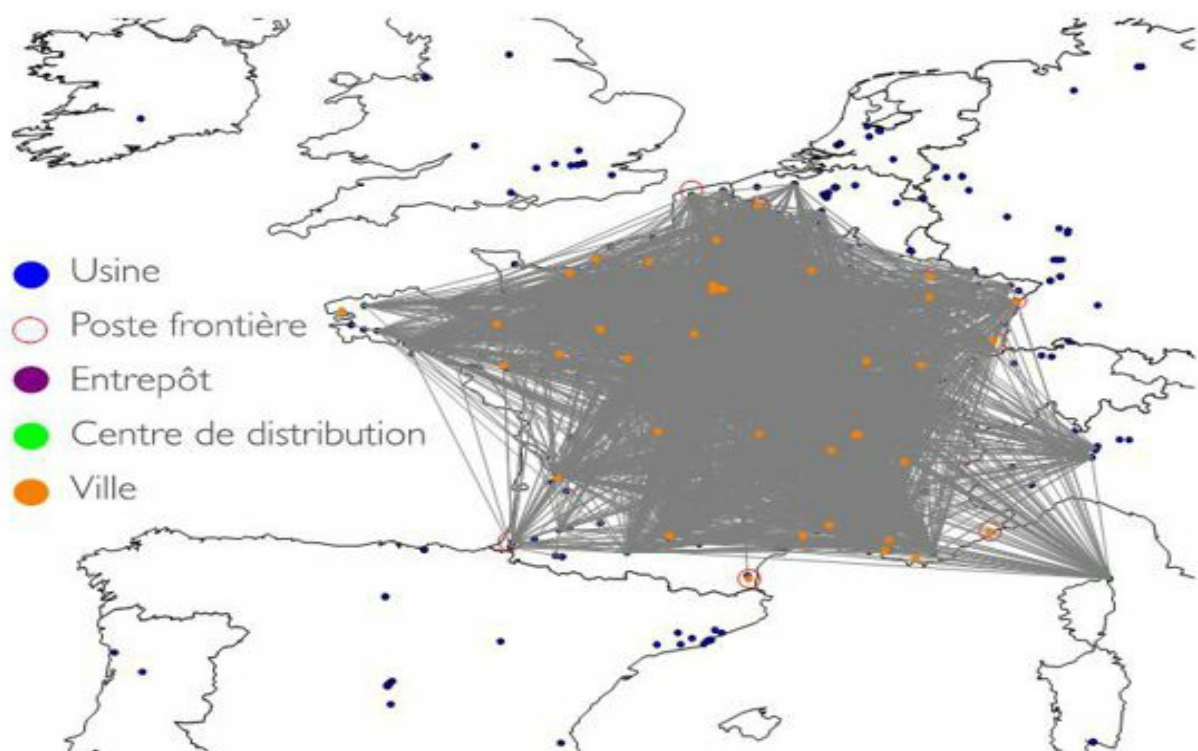 Usine
Poste frontière
Entrepôt
Centre de distribution
Ville